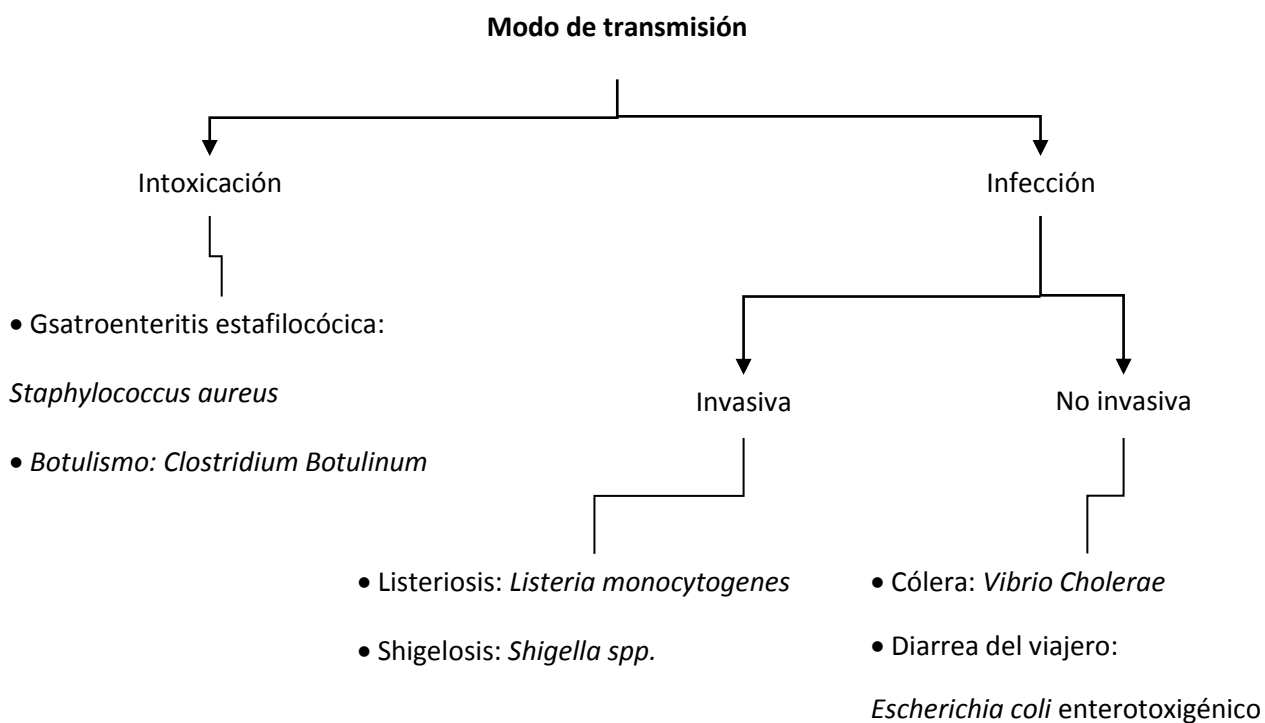 Modo de transmisión
Intoxicación
Infección
• Gsatroenteritis estafilocócica:
Staphylococcus aureus
• Botulismo: Clostridium Botulinum
Invasiva
No invasiva
• Listeriosis: Listeria monocytogenes
• Shigelosis: Shigella spp.
• Cólera: Vibrio Cholerae
• Diarrea del viajero:
Escherichia coli enterotoxigénico